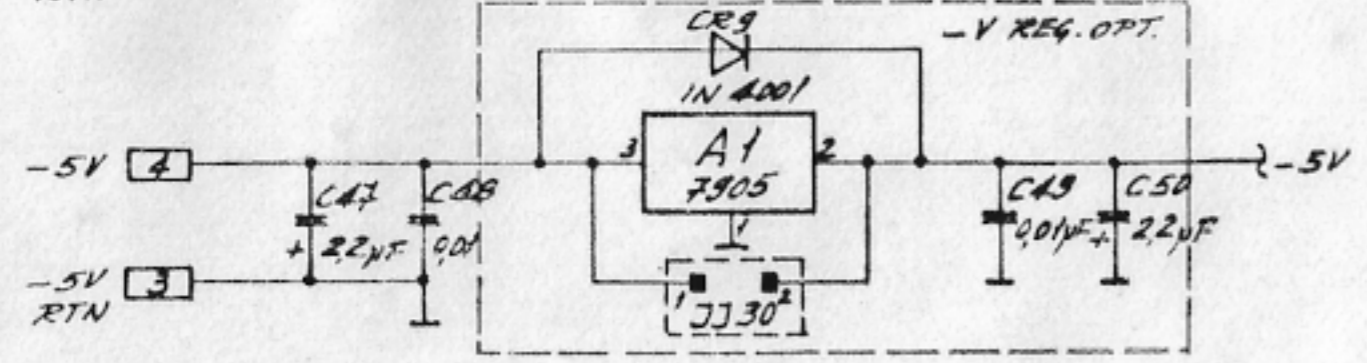 CR9
-V REG. OPT.
1N 4001
3
A1
2
7905
1
-5V
4
C47
2,2µF
+
C48
0,01
C49
0,01µF
C50
2,2µF
+
-5V
-5V
3
RTN
1
2
JJ30